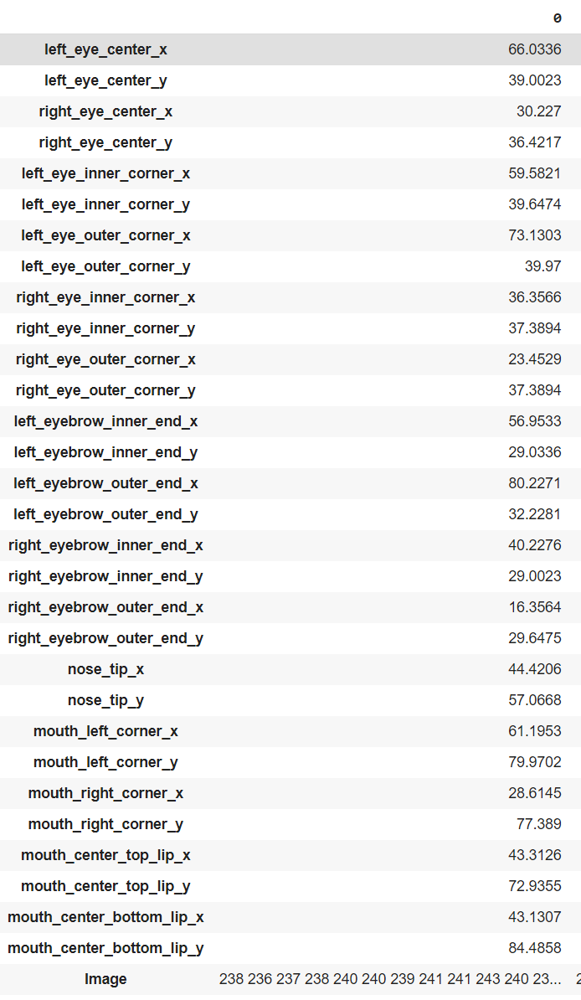 0
left_eye_center_x 66.0336
left_eye_center_y 39.0023
right_eye_center_x 30.227
right_eye_center_y 36.4217
left_eye_inner_corner_x 59.5821
left_eye_inner_corner_y 39.6474
left_eye_outer_corner_x 73.1303
left_eye_outer_corner_y 39.97
right_eye_inner_corner_x 36.3566
right_eye_inner_corner_y 37.3894
right_eye_outer_corner_x 23.4529
right_eye_outer_corner_y 37.3894
left_eyebrow_inner_end_x 56.9533
left_eyebrow_inner_end_y 29.0336
left_eyebrow_outer_end_x 80.2271
left_eyebrow_outer_end_y 32.2281
right_eyebrow_inner_end_x 40.2276
right_eyebrow_inner_end_y 29.0023
right_eyebrow_outer_end_x 16.3564
right_eyebrow_outer_end_y 29.6475
nose_tip_x 44.4206
nose_tip_y 57.0668
mouth_left_corner_x 61.1953
mouth_left_corner_y 79.9702
mouth_right_corner_x 28.6145
mouth_right_corner_y 77.389
mouth_center_top_lip_x 43.3126
mouth_center_top_lip_y 72.9355
mouth_center_bottom_lip_x 43.1307
mouth_center_bottom_lip_y 84.4858
Image 238 236 237 238 240 240 239 241 241 243 240 23...